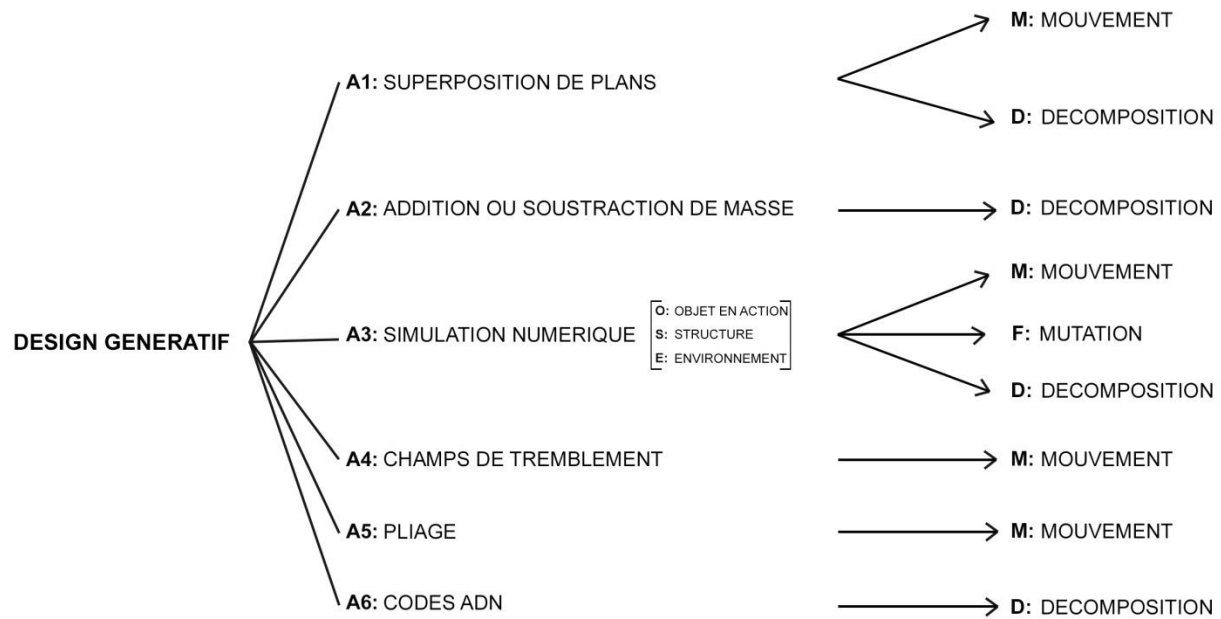 M: MOUVEMENT
A1: SUPERPOSITION DE PLANS
D: DECOMPOSITION
A2: ADDITION OU SOUSTRACTION DE MASSE
D: DECOMPOSITION
M: MOUVEMENT
DESIGN GENERATIF
A3: SIMULATION NUMERIQUE
O: OBJET EN ACTION
S: STRUCTURE
E: ENVIRONNEMENT
F: MUTATION
D: DECOMPOSITION
A4: CHAMPS DE TREMBLEMENT
M: MOUVEMENT
A5: PLIAGE
M: MOUVEMENT
A6: CODES ADN
D: DECOMPOSITION